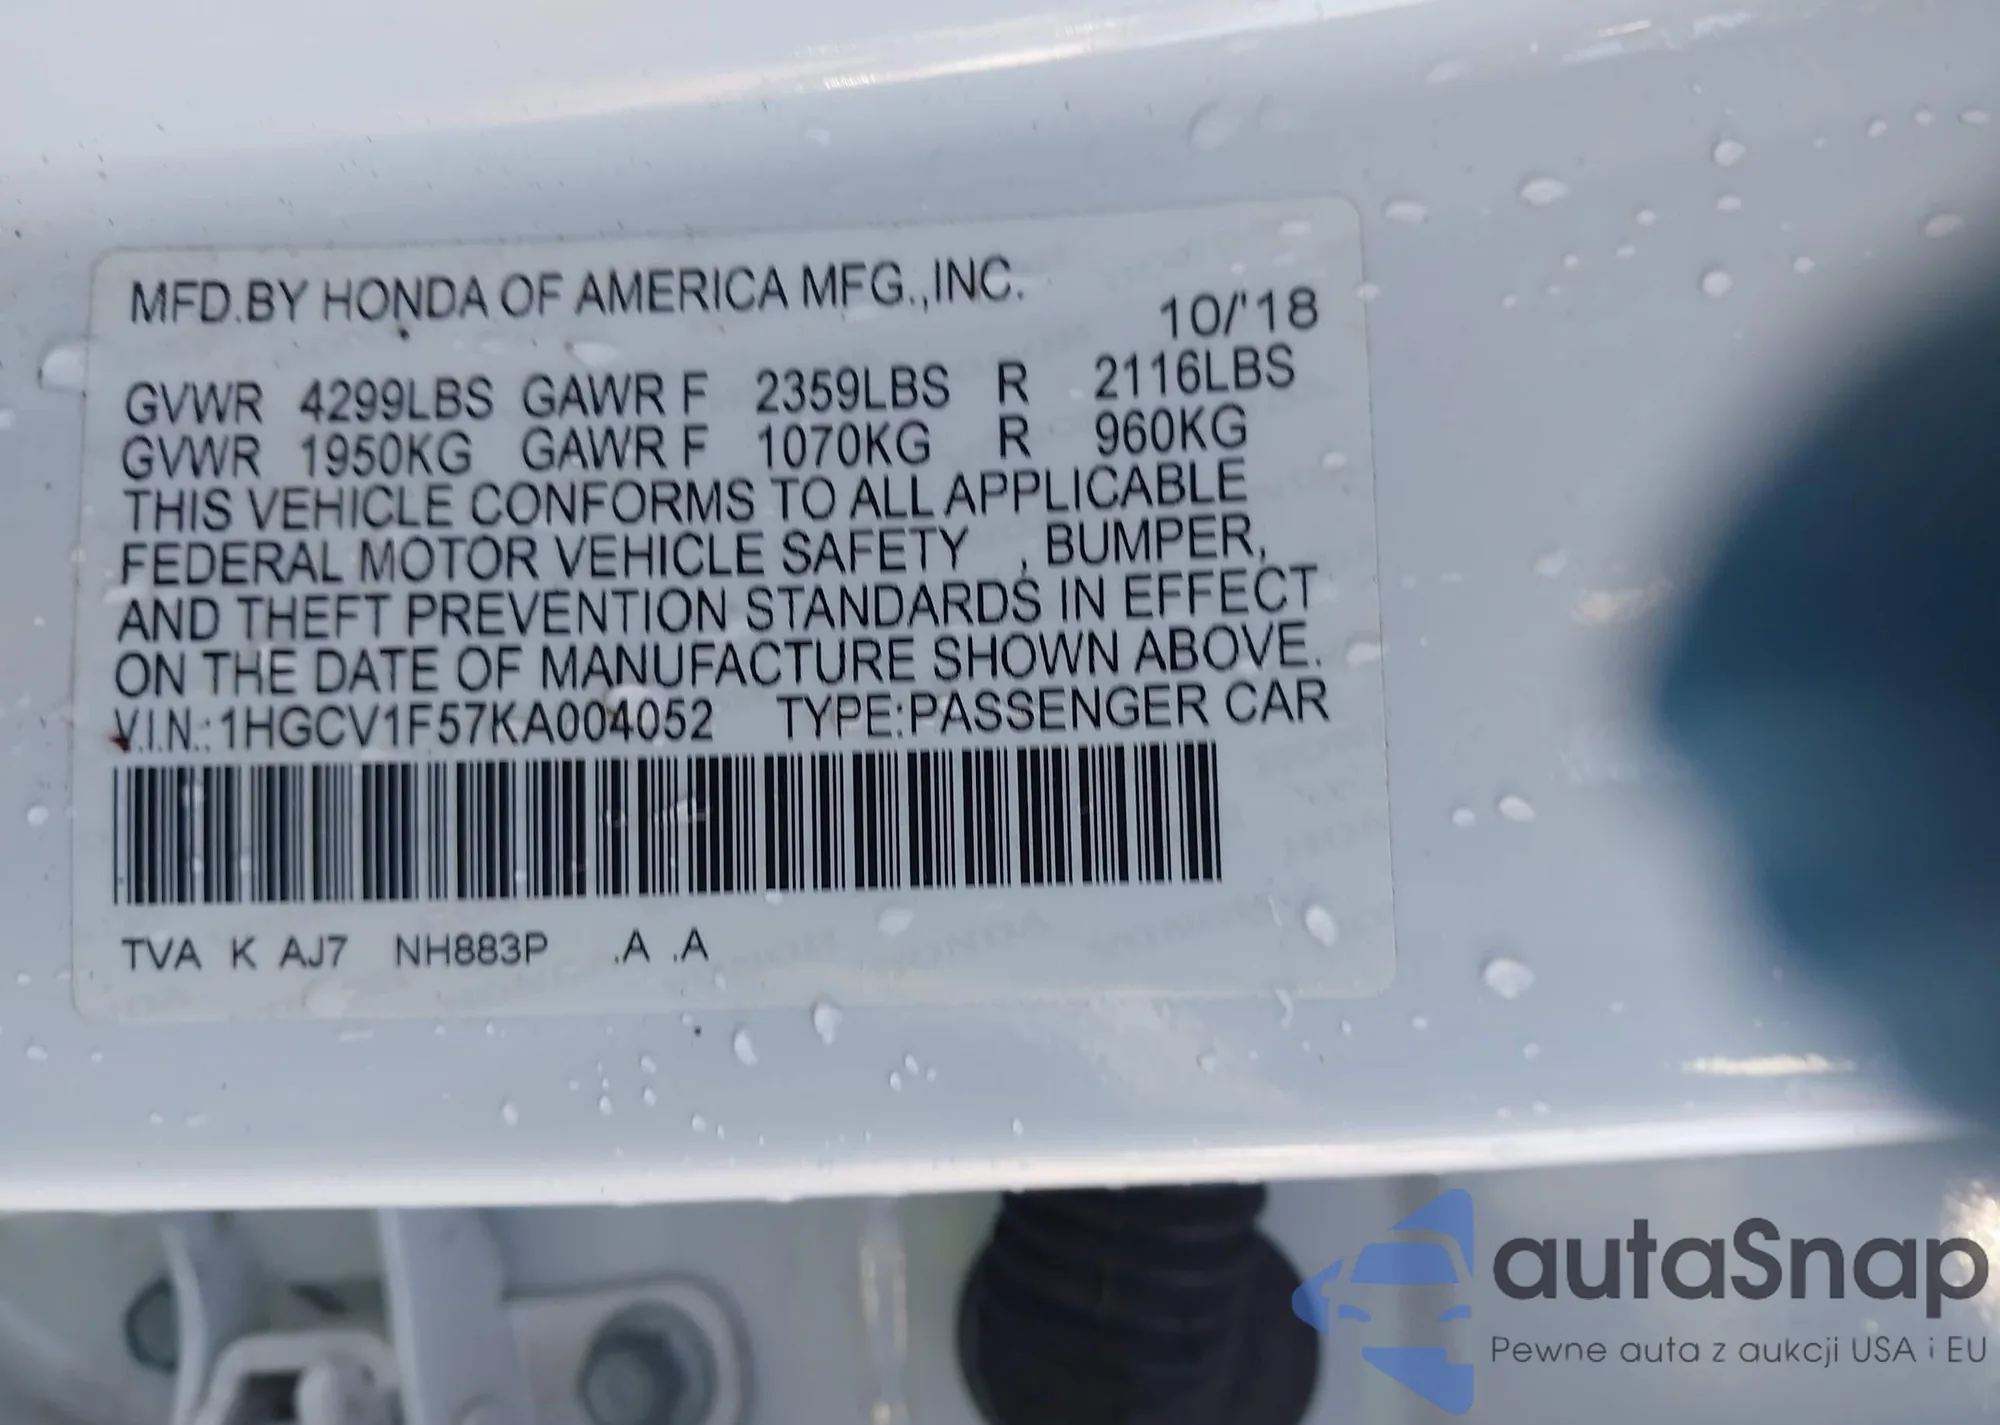 MFD.BY HONDA OF AMERICA MFG.,INC.
10/'18
GVWR 4299LBS GAWR F 2359LBS R 2116LBS
GVWR 1950KG GAWR F 1070KG R 960KG
THIS VEHICLE CONFORMS TO ALL APPLICABLE
FEDERAL MOTOR VEHICLE SAFETY , BUMPER,
AND THEFT PREVENTION STANDARDS IN EFFECT
ON THE DATE OF MANUFACTURE SHOWN ABOVE.
V.I.N.: 1HGCV1F57KA004052 TYPE:PASSENGER CAR
TVA K AJ7 NH883P .A .A
autaSnap
Pewne auta z aukcji USA i EU